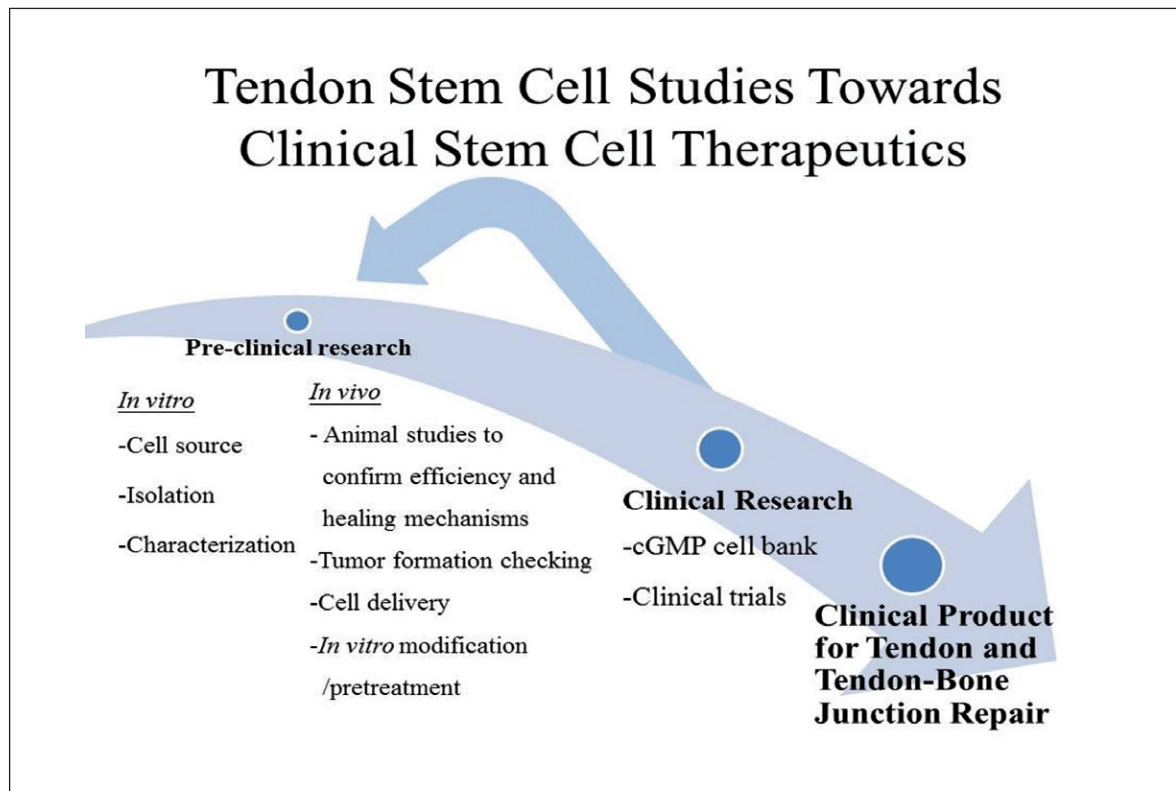 Tendon Stem Cell Studies Towards
Clinical Stem Cell Therapeutics
Pre-clinical research
In vitro
-Cell source
-Isolation
-Characterization
In vivo
- Animal studies to
confirm efficiency and
healing mechanisms
-Tumor formation checking
-Cell delivery
-In vitro modification
/pretreatment
Clinical Research
-cGMP cell bank
-Clinical trials
Clinical Product
for Tendon and
Tendon-Bone
Junction Repair